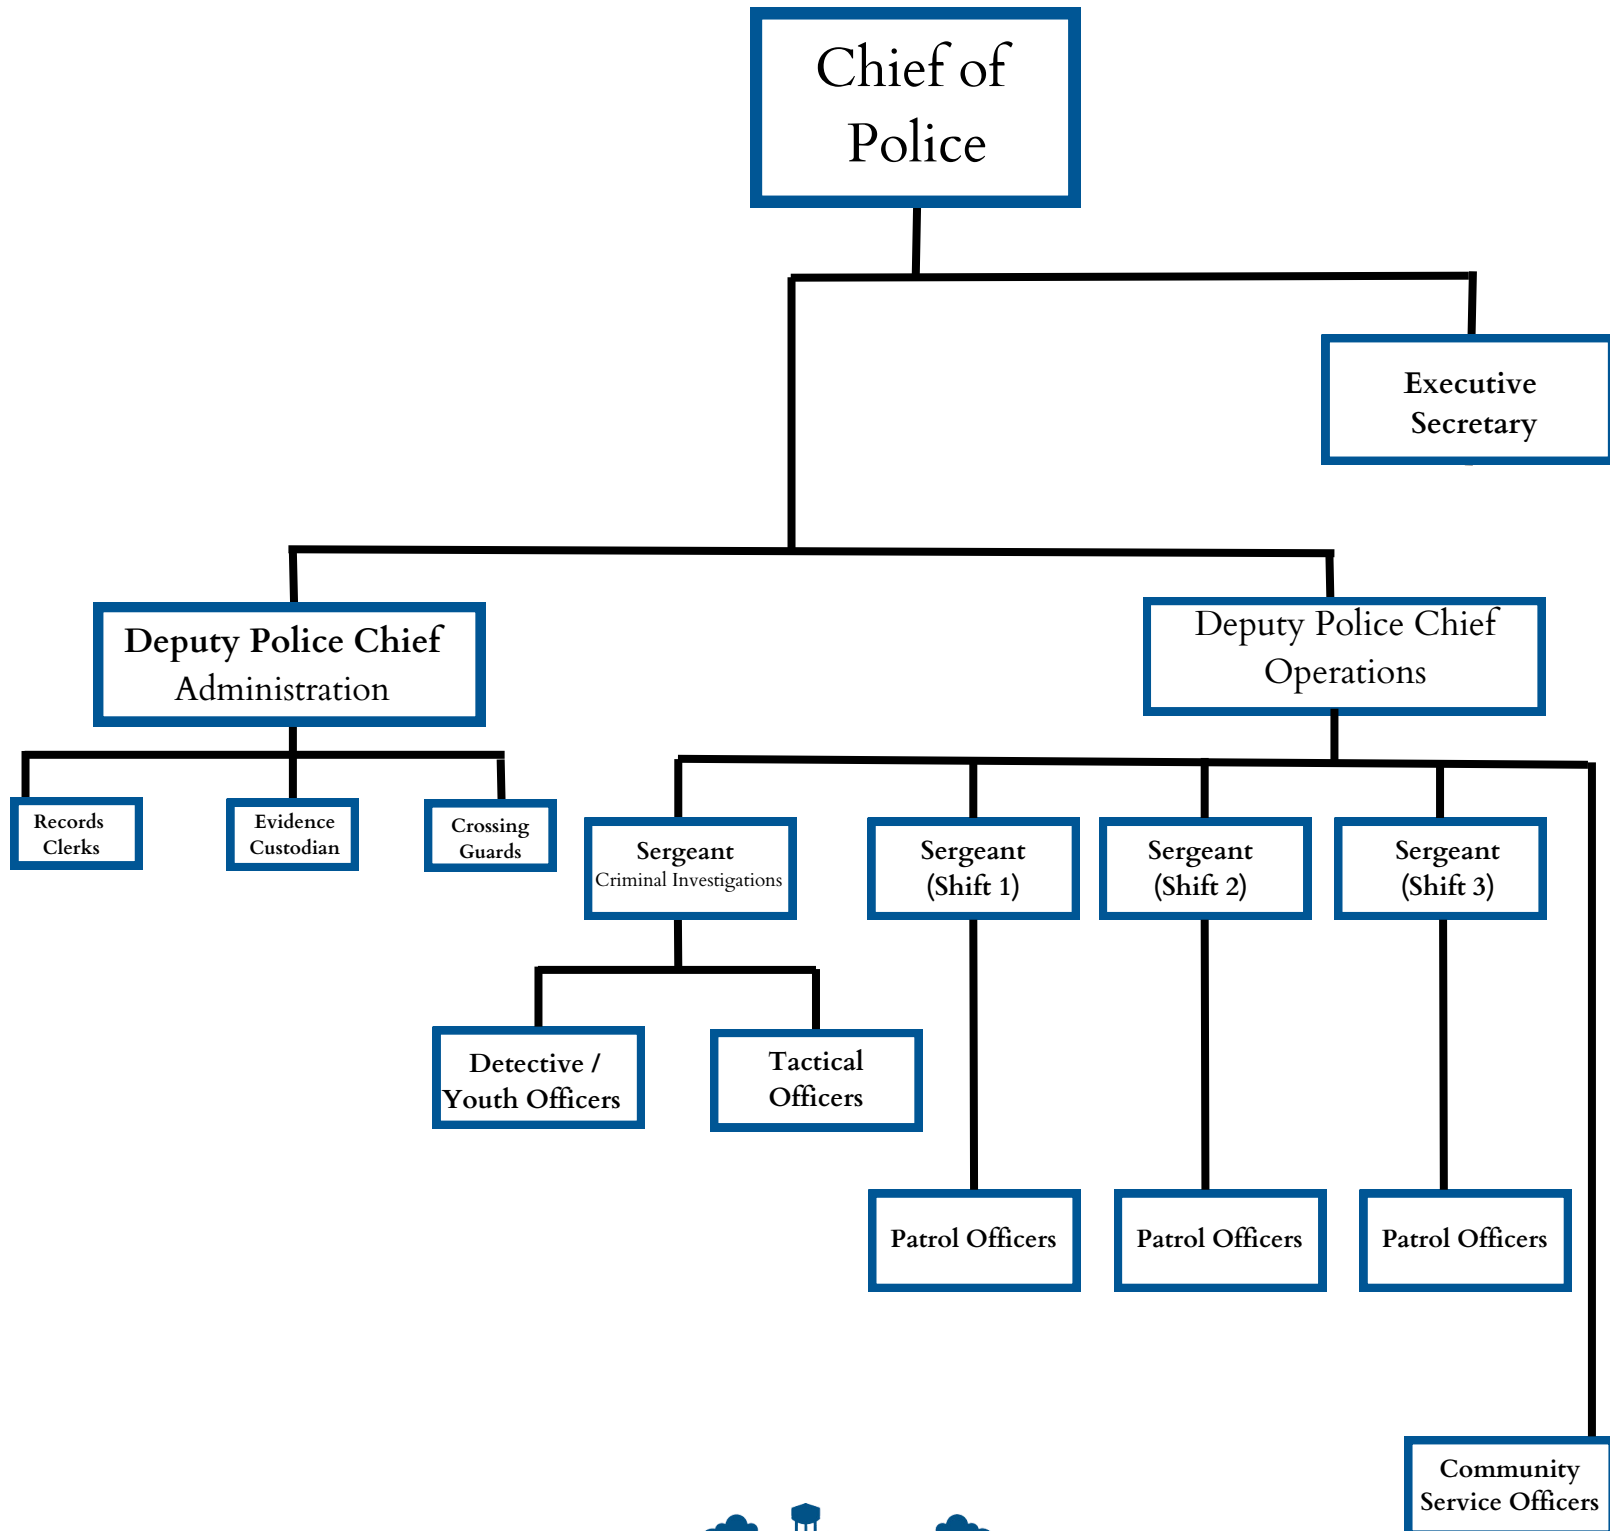 Chief of
Police
Executive
Secretary
Deputy Police Chief
Administration
Deputy Police Chief
Operations
Records
Clerks
Evidence
Custodian
Crossing
Guards
Sergeant
Criminal Investigations
Sergeant
(Shift 1)
Sergeant
(Shift 2)
Sergeant
(Shift 3)
Detective /
Youth Officers
Tactical
Officers
Patrol Officers
Patrol Officers
Patrol Officers
Community
Service Officers